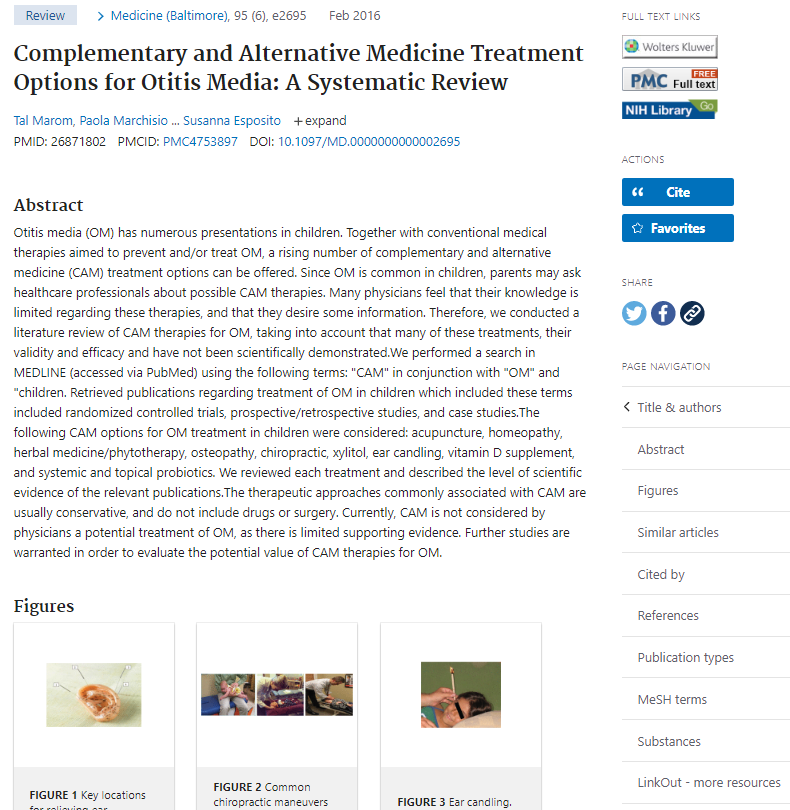 Review
Medicine (Baltimore), 95 (6), e2695 Feb 2016
Complementary and Alternative Medicine Treatment
Options for Otitis Media: A Systematic Review
Tal Marom, Paola Marchisio ... Susanna Esposito + expand
PMID: 26871802 PMCID: PMC4753897 DOI: 10.1097/MD.0000000000002695
Abstract
Otitis media (OM) has numerous presentations in children. Together with conventional medical
therapies aimed to prevent and/or treat OM, a rising number of complementary and alternative
medicine (CAM) treatment options can be offered. Since OM is common in children, parents may ask
healthcare professionals about possible CAM therapies. Many physicians feel that their knowledge is
limited regarding these therapies, and that they desire some information. Therefore, we conducted a
literature review of CAM therapies for OM, taking into account that many of these treatments, their
validity and efficacy and have not been scientifically demonstrated.We performed a search in
MEDLINE (accessed via PubMed) using the following terms: "CAM" in conjunction with "OM" and
"children. Retrieved publications regarding treatment of OM in children which included these terms
included randomized controlled trials, prospective/retrospective studies, and case studies.The
following CAM options for OM treatment in children were considered: acupuncture, homeopathy,
herbal medicine/phytotherapy, osteopathy, chiropractic, xylitol, ear candling, vitamin D supplement,
and systemic and topical probiotics. We reviewed each treatment and described the level of scientific
evidence of the relevant publications.The therapeutic approaches commonly associated with CAM are
usually conservative, and do not include drugs or surgery. Currently, CAM is not considered by
physicians a potential treatment of OM, as there is limited supporting evidence. Further studies are
warranted in order to evaluate the potential value of CAM therapies for OM.
Figures
FIGURE 1 Key locations
for relieving ear
FIGURE 2 Common
chiropractic maneuvers
FIGURE 3 Ear candling.
FULL TEXT LINKS
Wolters Kluwer
PMC FREE
Full text
NIH Library Go
ACTIONS
Cite
Favorites
SHARE
PAGE NAVIGATION
Title & authors
Abstract
Figures
Similar articles
Cited by
References
Publication types
MeSH terms
Substances
LinkOut - more resources